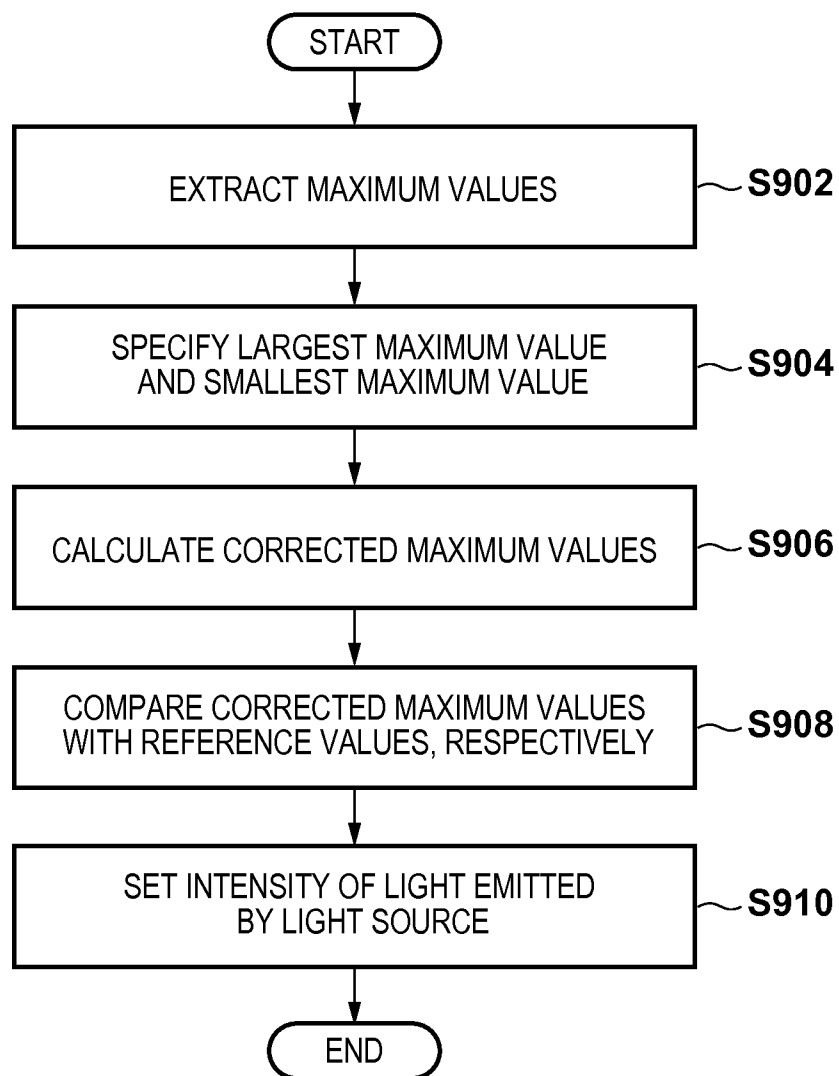 START
EXTRACT MAXIMUM VALUES
S902
SPECIFY LARGEST MAXIMUM VALUE
AND SMALLEST MAXIMUM VALUE
S904
CALCULATE CORRECTED MAXIMUM VALUES
S906
COMPARE CORRECTED MAXIMUM VALUES
WITH REFERENCE VALUES, RESPECTIVELY
S908
SET INTENSITY OF LIGHT EMITTED
BY LIGHT SOURCE
S910
END